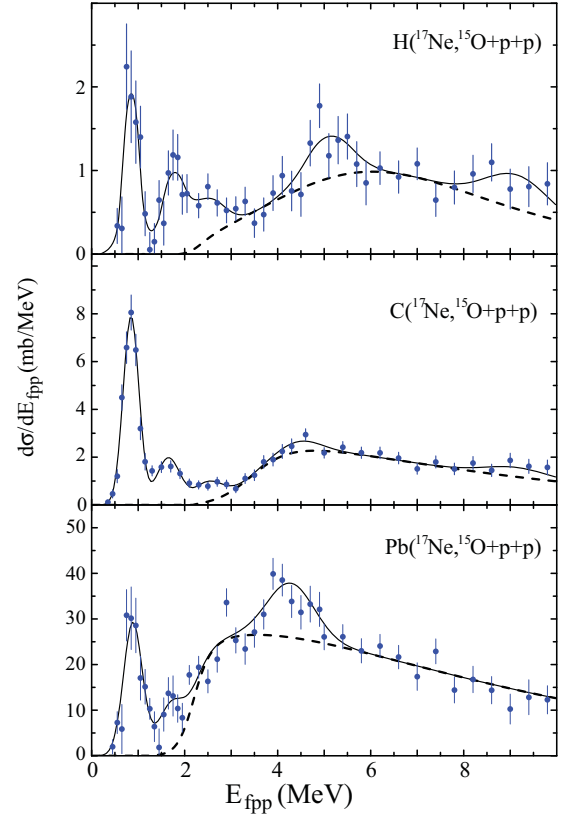 H(¹⁷Ne,¹⁵O+p+p)
2
1
0
C(¹⁷Ne,¹⁵O+p+p)
8
6
4
2
0
dσ/dE_fpp (mb/MeV)
Pb(¹⁷Ne,¹⁵O+p+p)
50
40
30
20
10
0
0 2 4 6 8
E_fpp (MeV)